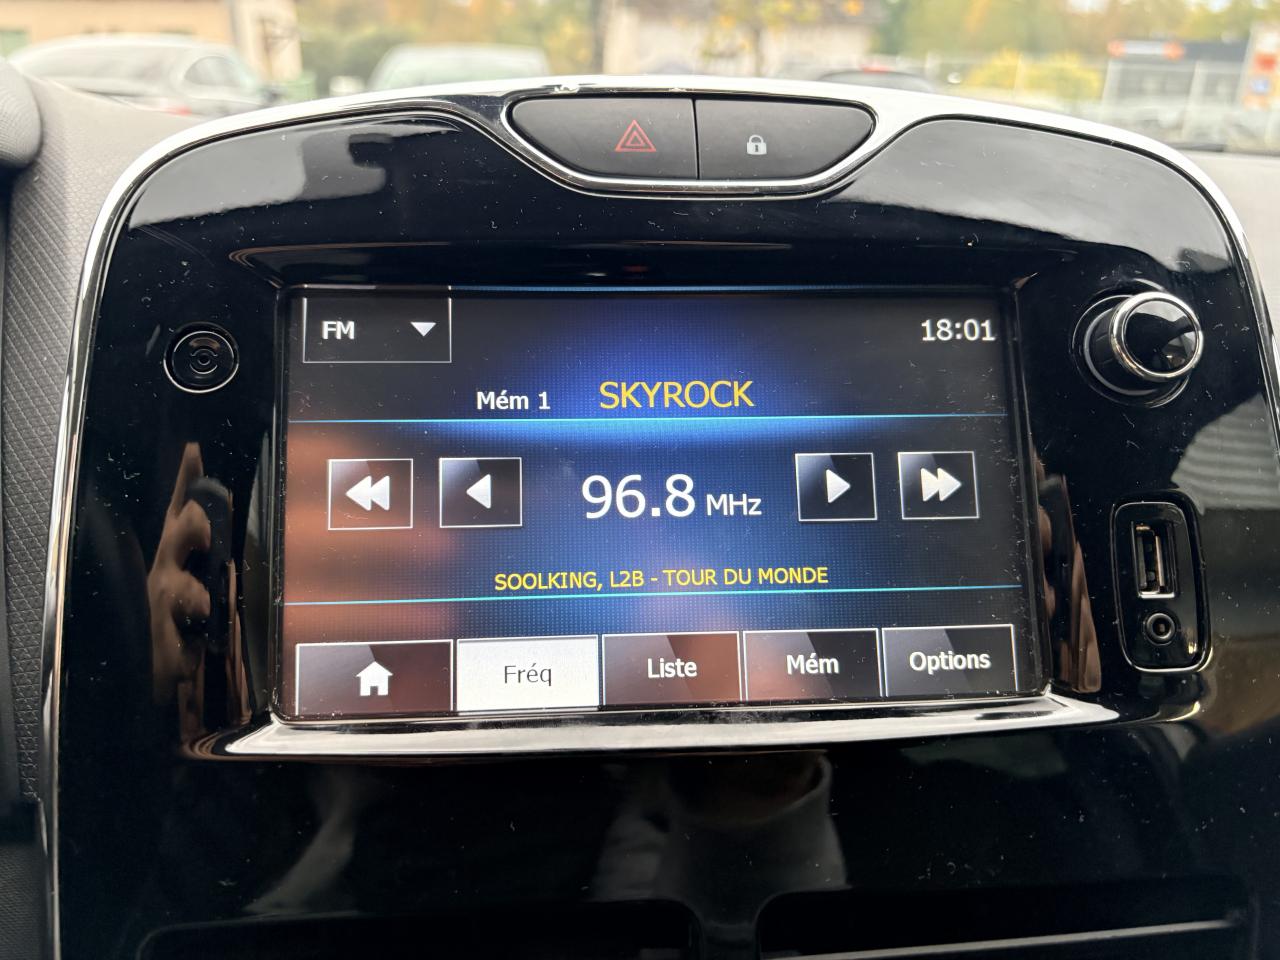 FM
18:01
Mém 1 SKYROCK
96.8 MHz
SOOLKING, L2B - TOUR DU MONDE
Fréq Liste Mém Options